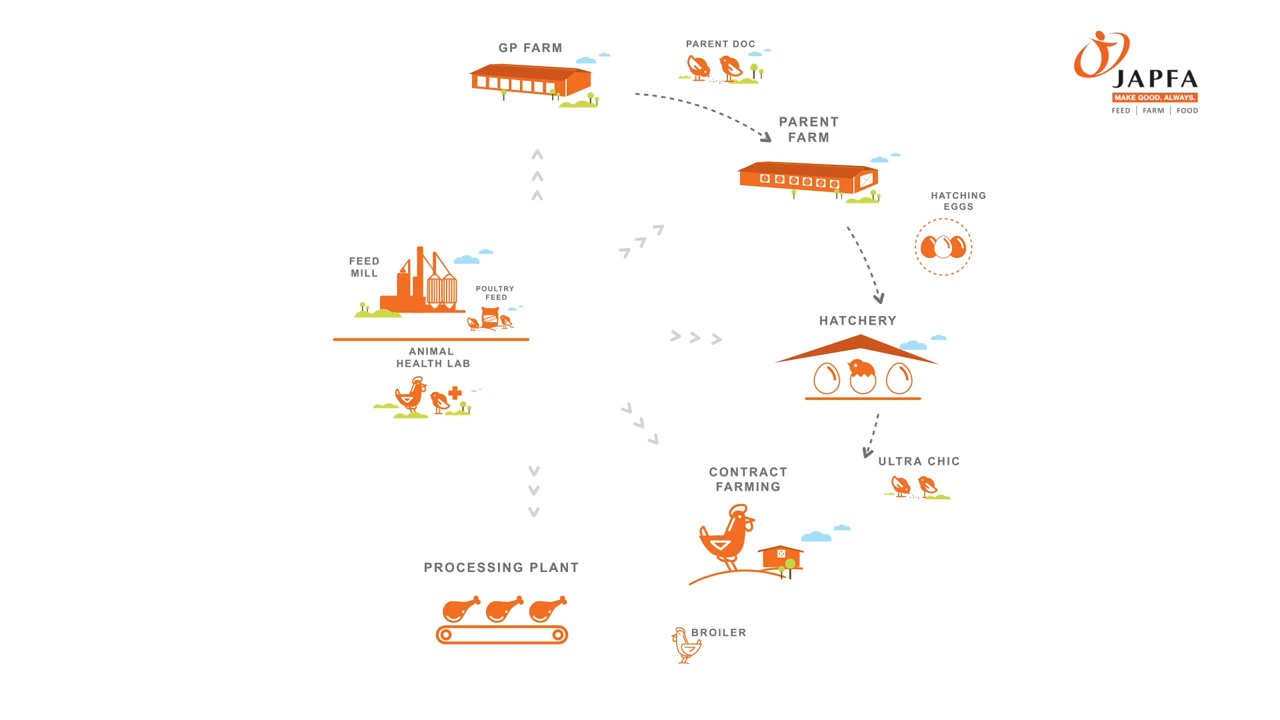 GP FARM
PARENT DOC
JAPFA
MAKE GOOD. ALWAYS.
FEED | FARM | FOOD
PARENT
FARM
HATCHING
EGGS
FEED
MILL
POULTRY
FEED
HATCHERY
ANIMAL
HEALTH LAB
ULTRA CHIC
CONTRACT
FARMING
PROCESSING PLANT
BROILER